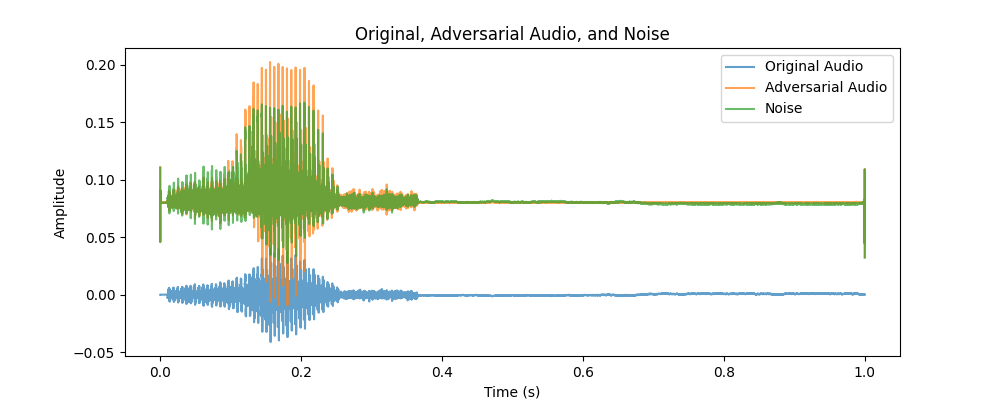 Original, Adversarial Audio, and Noise
Original Audio
Adversarial Audio
Noise
Amplitude
0.20
0.15
0.10
0.05
0.00
−0.05
0.0
0.2
0.4
0.6
0.8
1.0
Time (s)